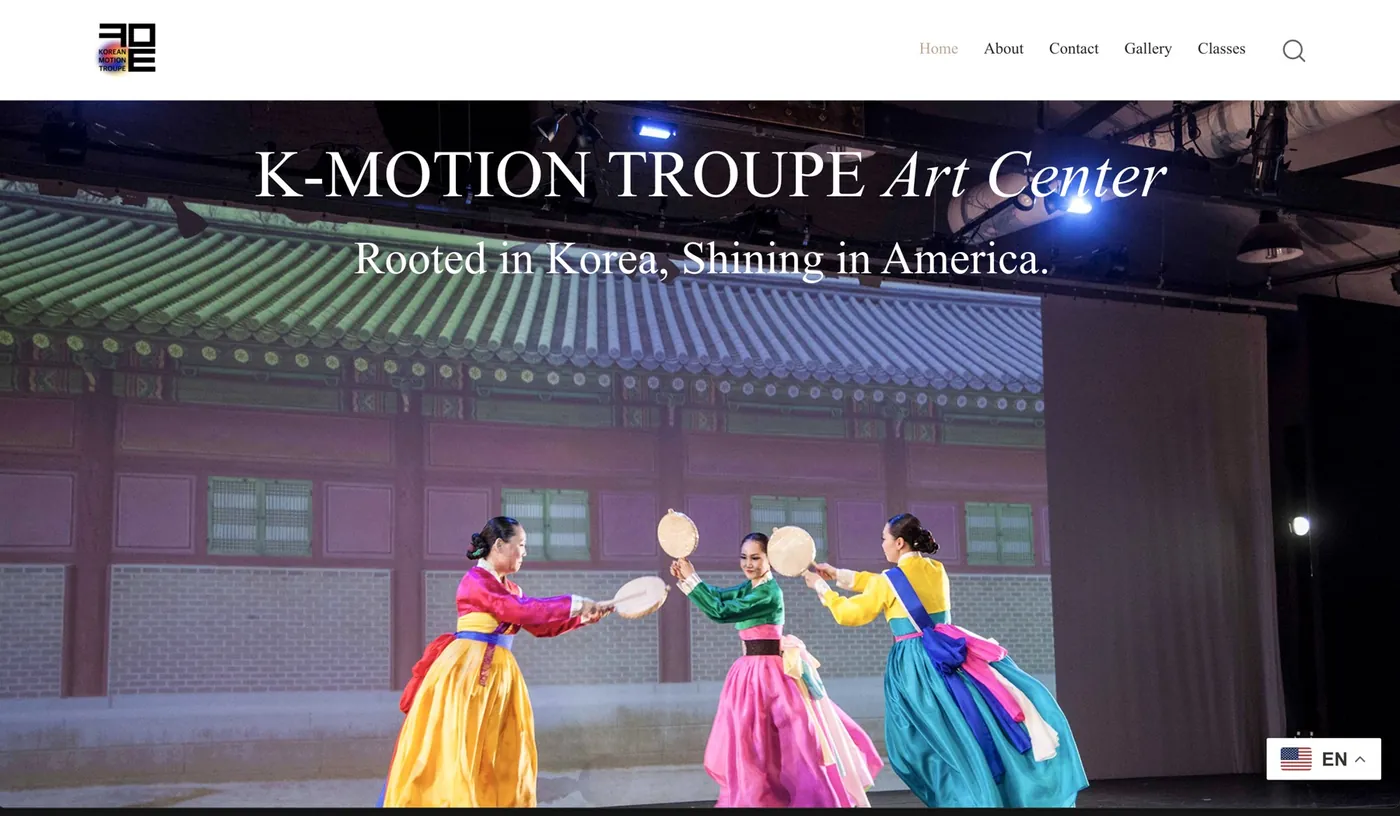 KOREAN
MOTION
TROUPE
Home About Contact Gallery Classes
K-MOTION TROUPE Art Center
Rooted in Korea, Shining in America.
EN